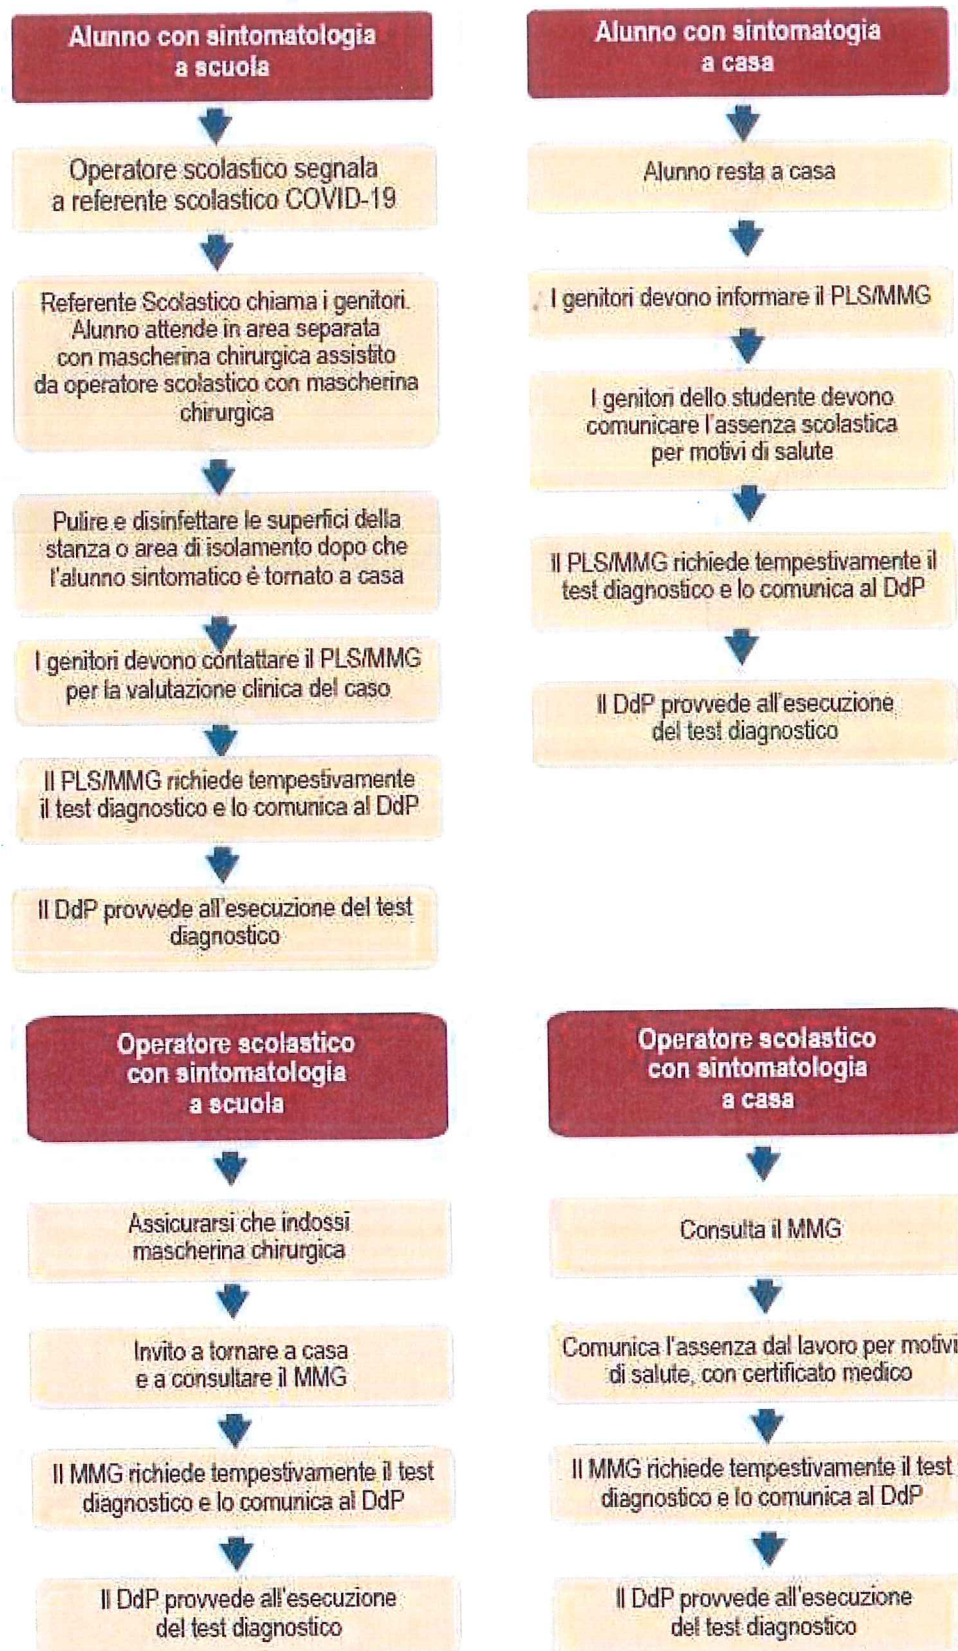 Alunno con sintomatologia
a scuola
Operatore scolastico segnala
a referente scolastico COVID-19
Referente Scolastico chiama i genitori.
Alunno attende in area separata
con mascherina chirurgica assistito
da operatore scolastico con mascherina
chirurgica
Pulire e disinfettare le superfici della
stanza o area di isolamento dopo che
l'alunno sintomatico è tornato a casa
I genitori devono contattare il PLS/MMG
per la valutazione clinica del caso
Il PLS/MMG richiede tempestivamente
il test diagnostico e lo comunica al DdP
Il DdP provvede all'esecuzione del test
diagnostico
Alunno con sintomatogia
a casa
Alunno resta a casa
I genitori devono informare il PLS/MMG
I genitori dello studente devono
comunicare l'assenza scolastica
per motivi di salute
Il PLS/MMG richiede tempestivamente il
test diagnostico e lo comunica al DdP
Il DdP provvede all'esecuzione
del test diagnostico
Operatore scolastico
con sintomatologia
a scuola
Assicurarsi che indossi
mascherina chirurgica
Invito a tornare a casa
e a consultare il MMG
Il MMG richiede tempestivamente il test
diagnostico e lo comunica al DdP
Il DdP provvede all'esecuzione
del test diagnostico
Operatore scolastico
con sintomatologia
a casa
Consulta il MMG
Comunica l'assenza dal lavoro per motivi
di salute, con certificato medico
Il MMG richiede tempestivamente il test
diagnostico e lo comunica al DdP
Il DdP provvede all'esecuzione
del test diagnostico